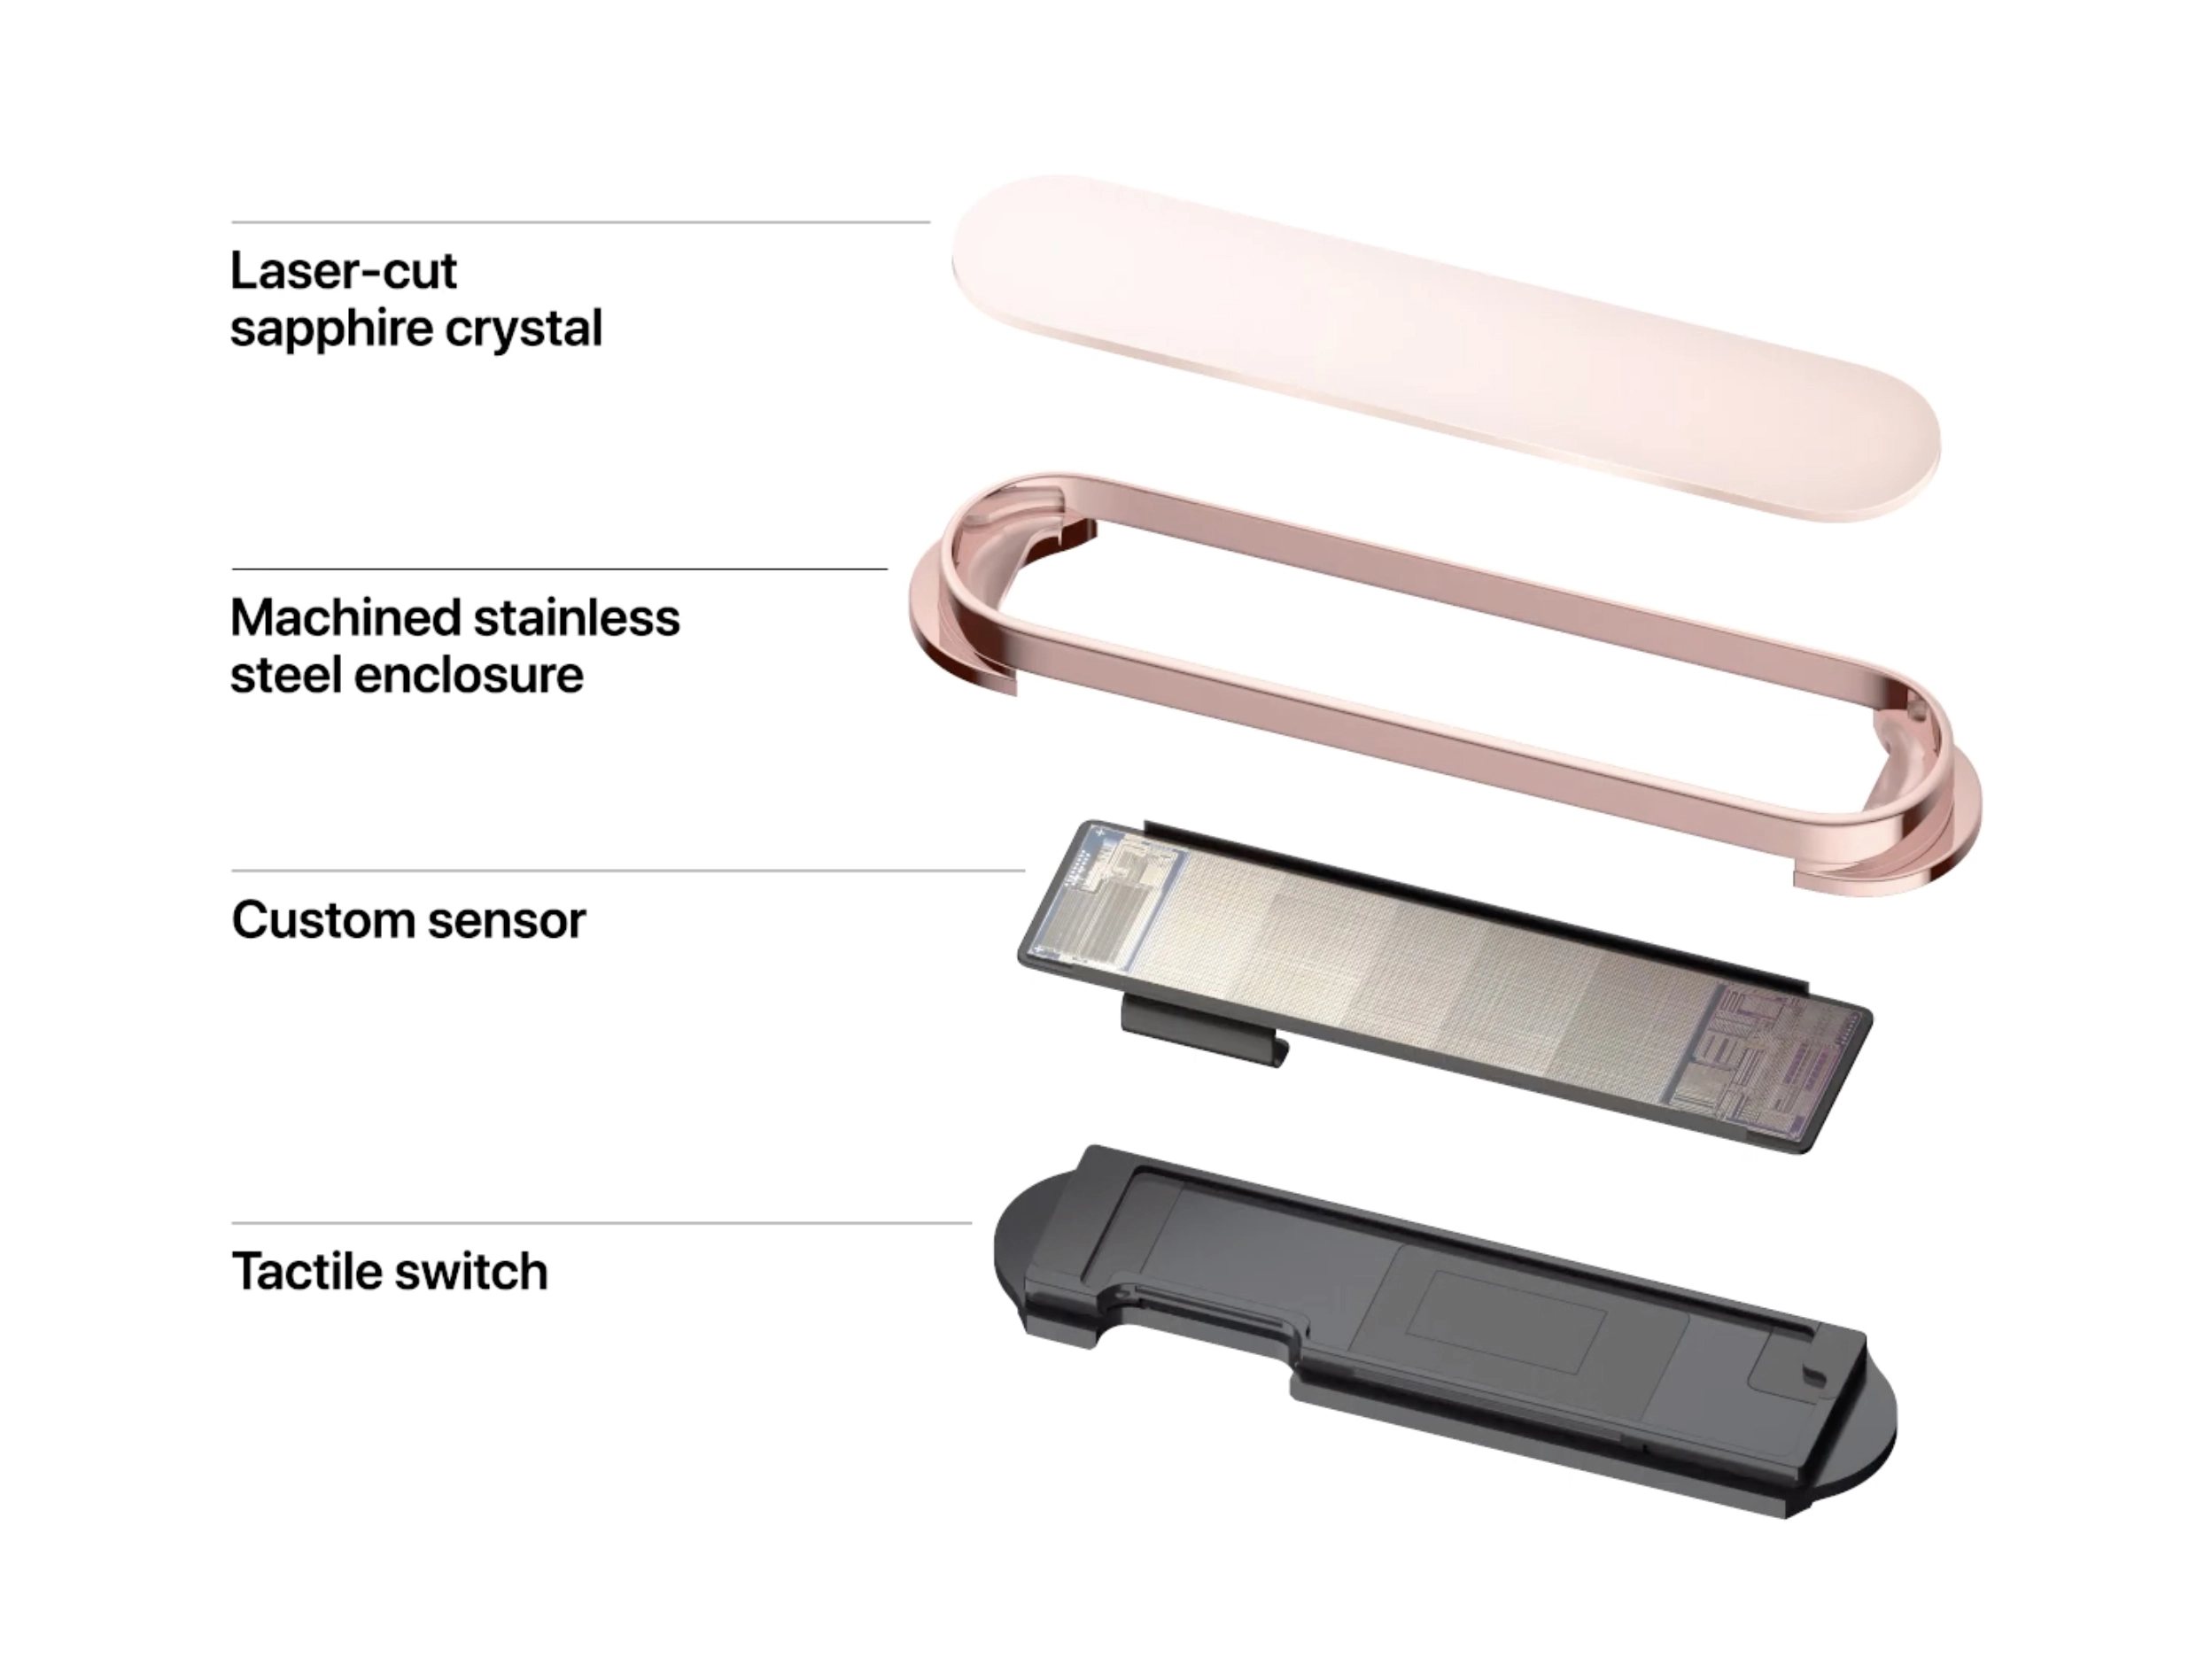 Laser-cut
sapphire crystal
Machined stainless
steel enclosure
Custom sensor
Tactile switch